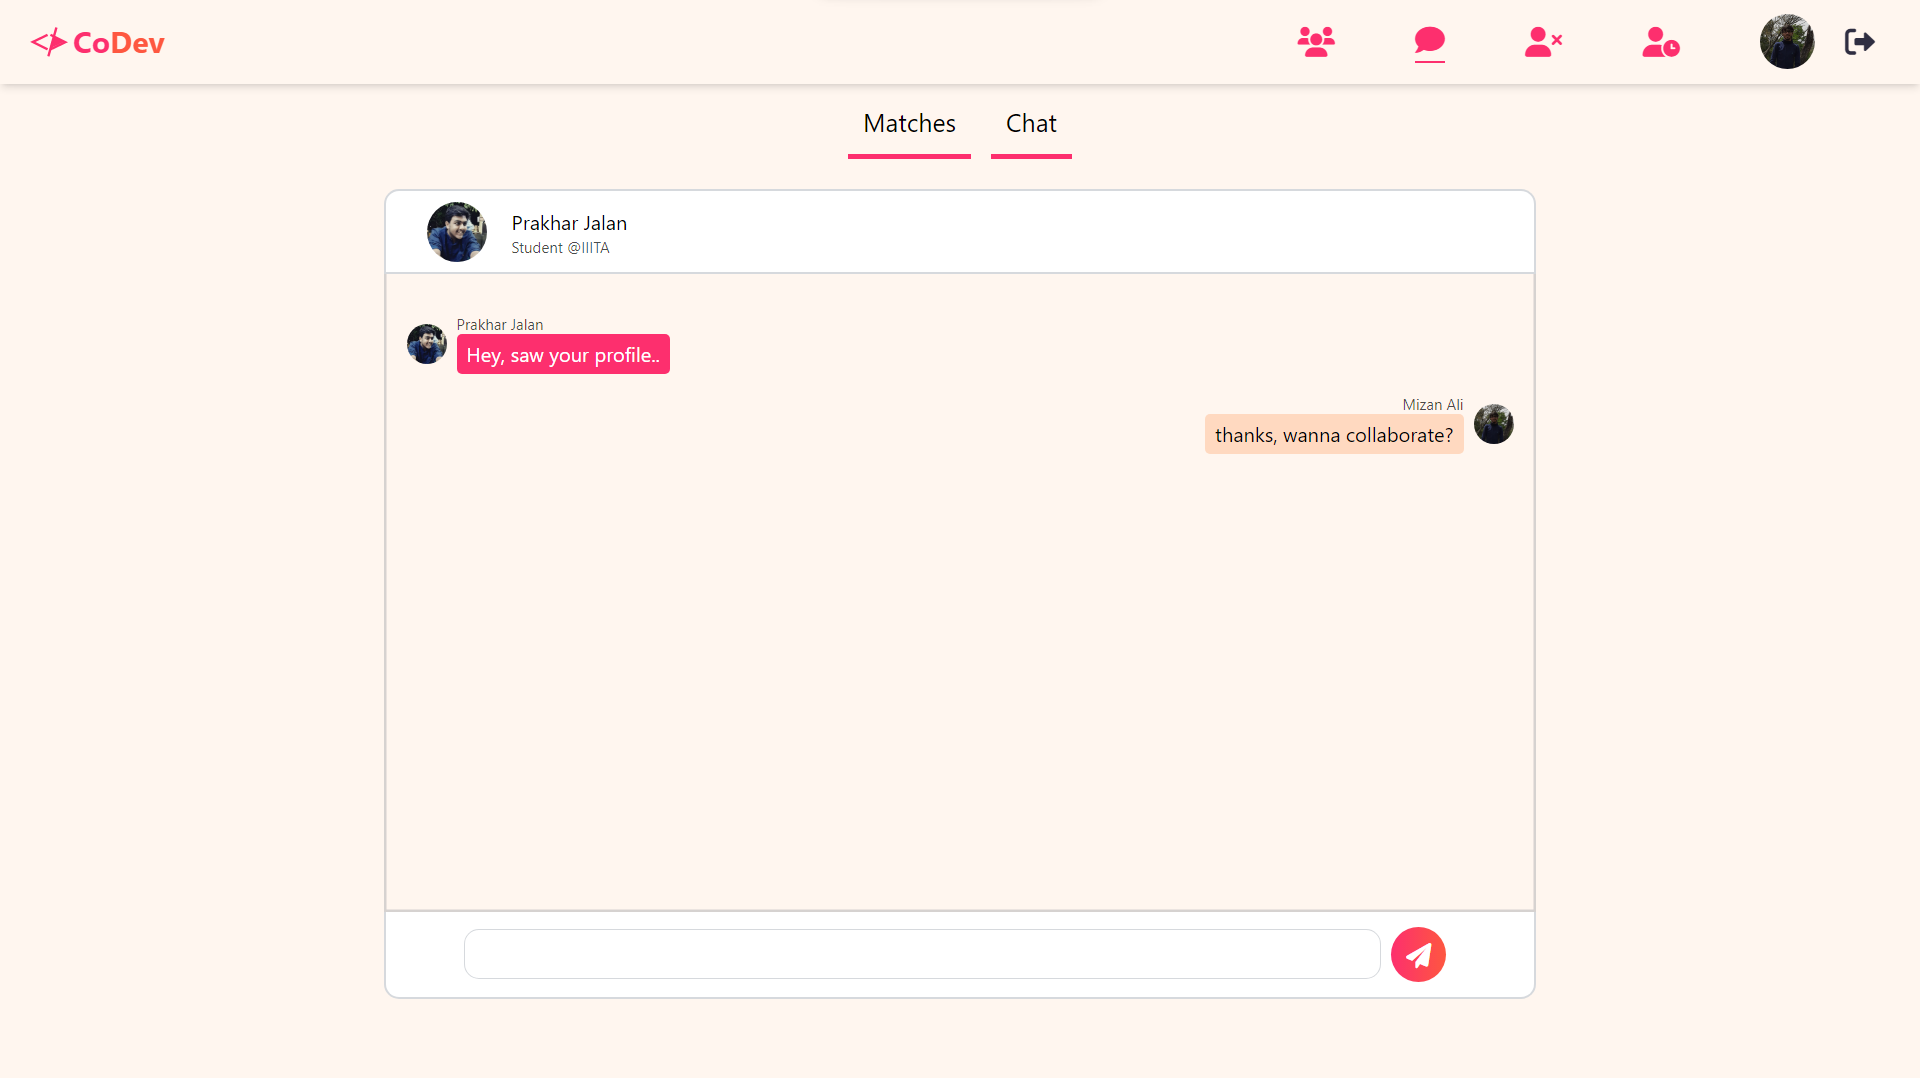 CoDev
Matches
Chat
Prakhar Jalan
Student @IIITA
Prakhar Jalan
Hey, saw your profile..
Mizan Ali
thanks, wanna collaborate?